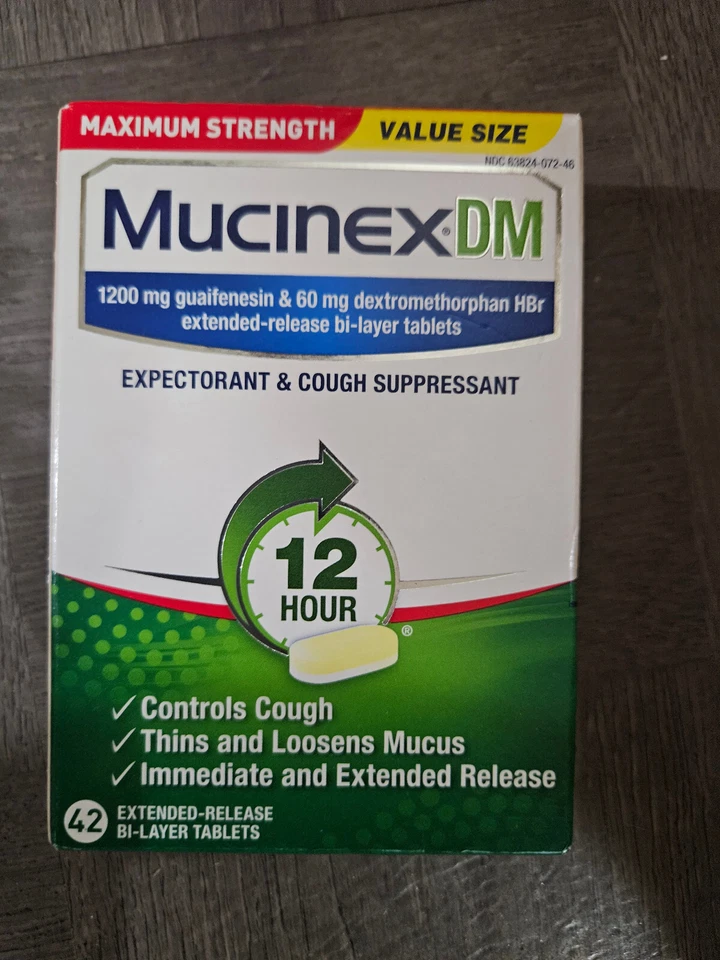 MAXIMUM STRENGTH VALUE SIZE
NDC 63824-072-46
Mucinex® DM
1200 mg guaifenesin & 60 mg dextromethorphan HBr
extended-release bi-layer tablets
EXPECTORANT & COUGH SUPPRESSANT
12
HOUR
®
✓ Controls Cough
✓ Thins and Loosens Mucus
✓ Immediate and Extended Release
42 EXTENDED-RELEASE
BI-LAYER TABLETS